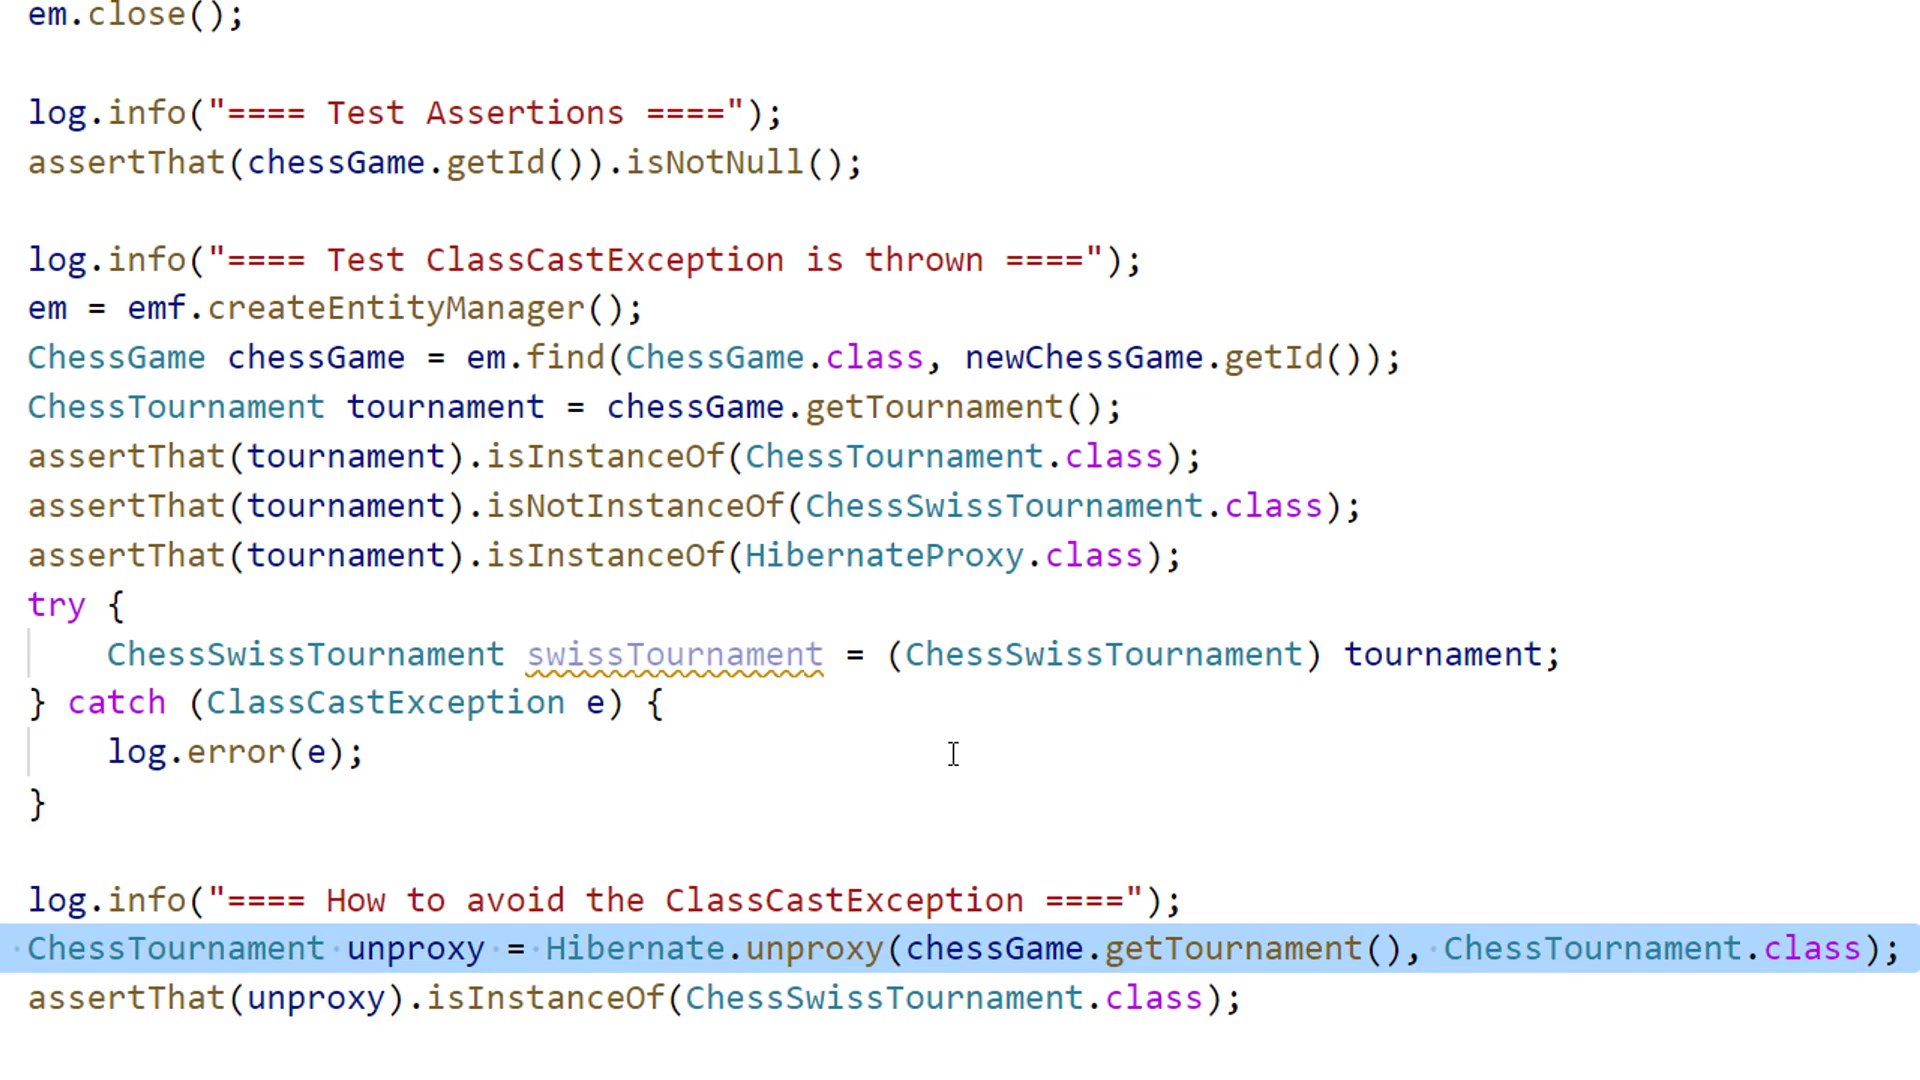 em.close();
log.info("==== Test Assertions ====");
assertThat(chessGame.getId()).isNotNull();
log.info("==== Test ClassCastException is thrown ====");
em = emf.createEntityManager();
ChessGame chessGame = em.find(ChessGame.class, newChessGame.getId());
ChessTournament tournament = chessGame.getTournament();
assertThat(tournament).isInstanceOf(ChessTournament.class);
assertThat(tournament).isNotInstanceOf(ChessSwissTournament.class);
assertThat(tournament).isInstanceOf(HibernateProxy.class);
try {
    ChessSwissTournament swissTournament = (ChessSwissTournament) tournament;
} catch (ClassCastException e) {
    log.error(e);
}
log.info("==== How to avoid the ClassCastException ====");
ChessTournament unproxy = Hibernate.unproxy(chessGame.getTournament(), ChessTournament.class);
assertThat(unproxy).isInstanceOf(ChessSwissTournament.class);